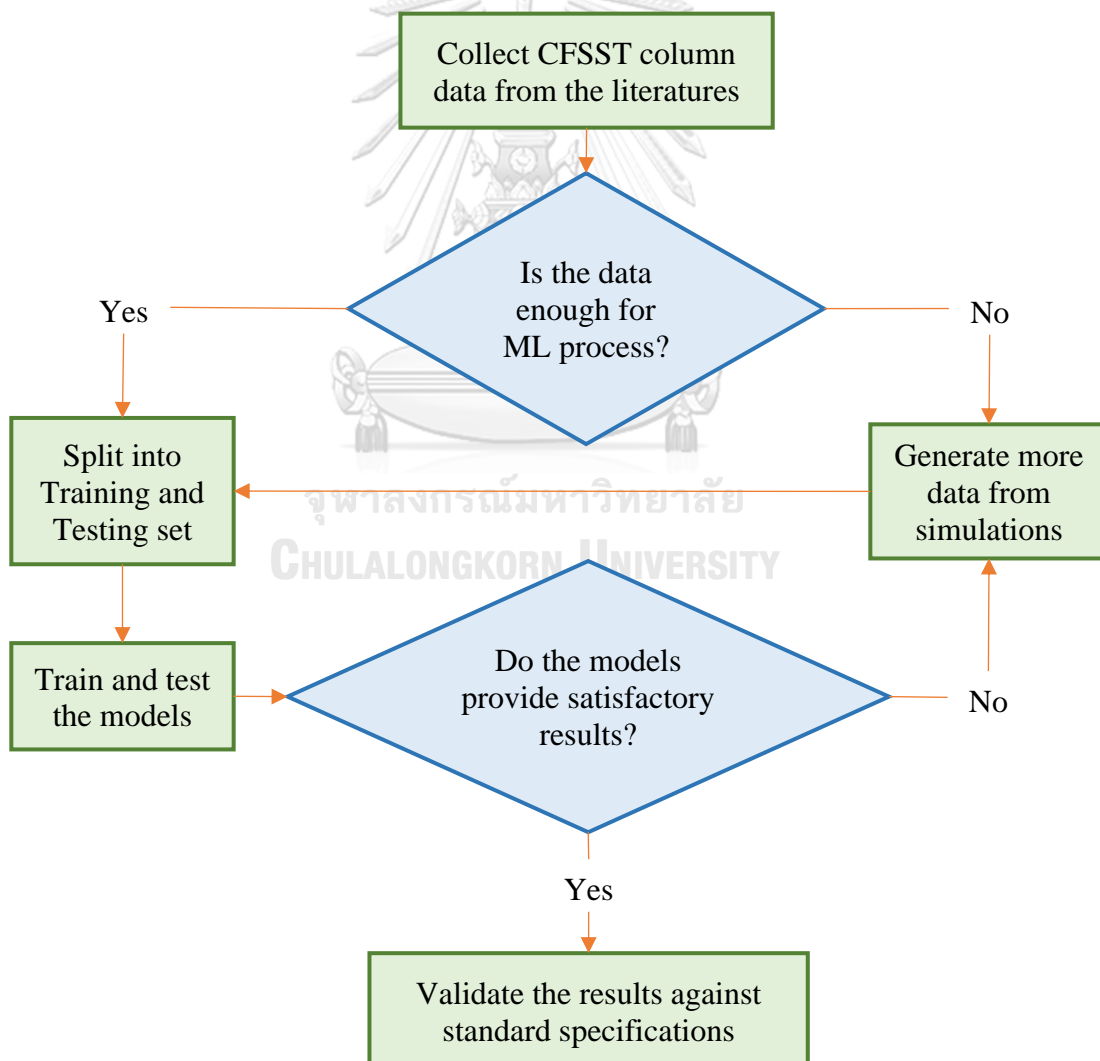 Collect CFSST column
data from the literatures
Is the data
enough for
ML process?
Yes
No
Split into
Training and
Testing set
Generate more
data from
simulations
จุฬาลงกรณ์มหาวิทยาลัย
CHULALONGKORN UNIVERSITY
Train and test
the models
Do the models
provide satisfactory
results?
No
Yes
Validate the results against
standard specifications